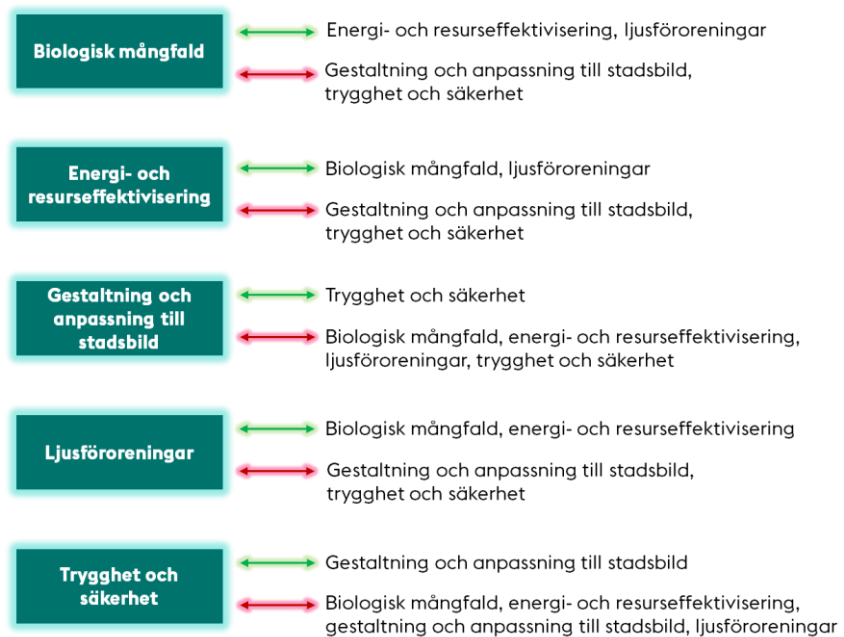 Biologisk mångfald
Energi- och resurseffektivisering, ljusföroreningar
Gestaltning och anpassning till stadsbild,
trygghet och säkerhet
Energi- och
resurseffektivisering
Biologisk mångfald, ljusföroreningar
Gestaltning och anpassning till stadsbild,
trygghet och säkerhet
Gestaltning och
anpassning till
stadsbild
Trygghet och säkerhet
Biologisk mångfald, energi- och resurseffektivisering,
ljusföroreningar, trygghet och säkerhet
Ljusföroreningar
Biologisk mångfald, energi- och resurseffektivisering
Gestaltning och anpassning till stadsbild,
trygghet och säkerhet
Trygghet och
säkerhet
Gestaltning och anpassning till stadsbild
Biologisk mångfald, energi- och resurseffektivisering,
gestaltning och anpassning till stadsbild, ljusföroreningar